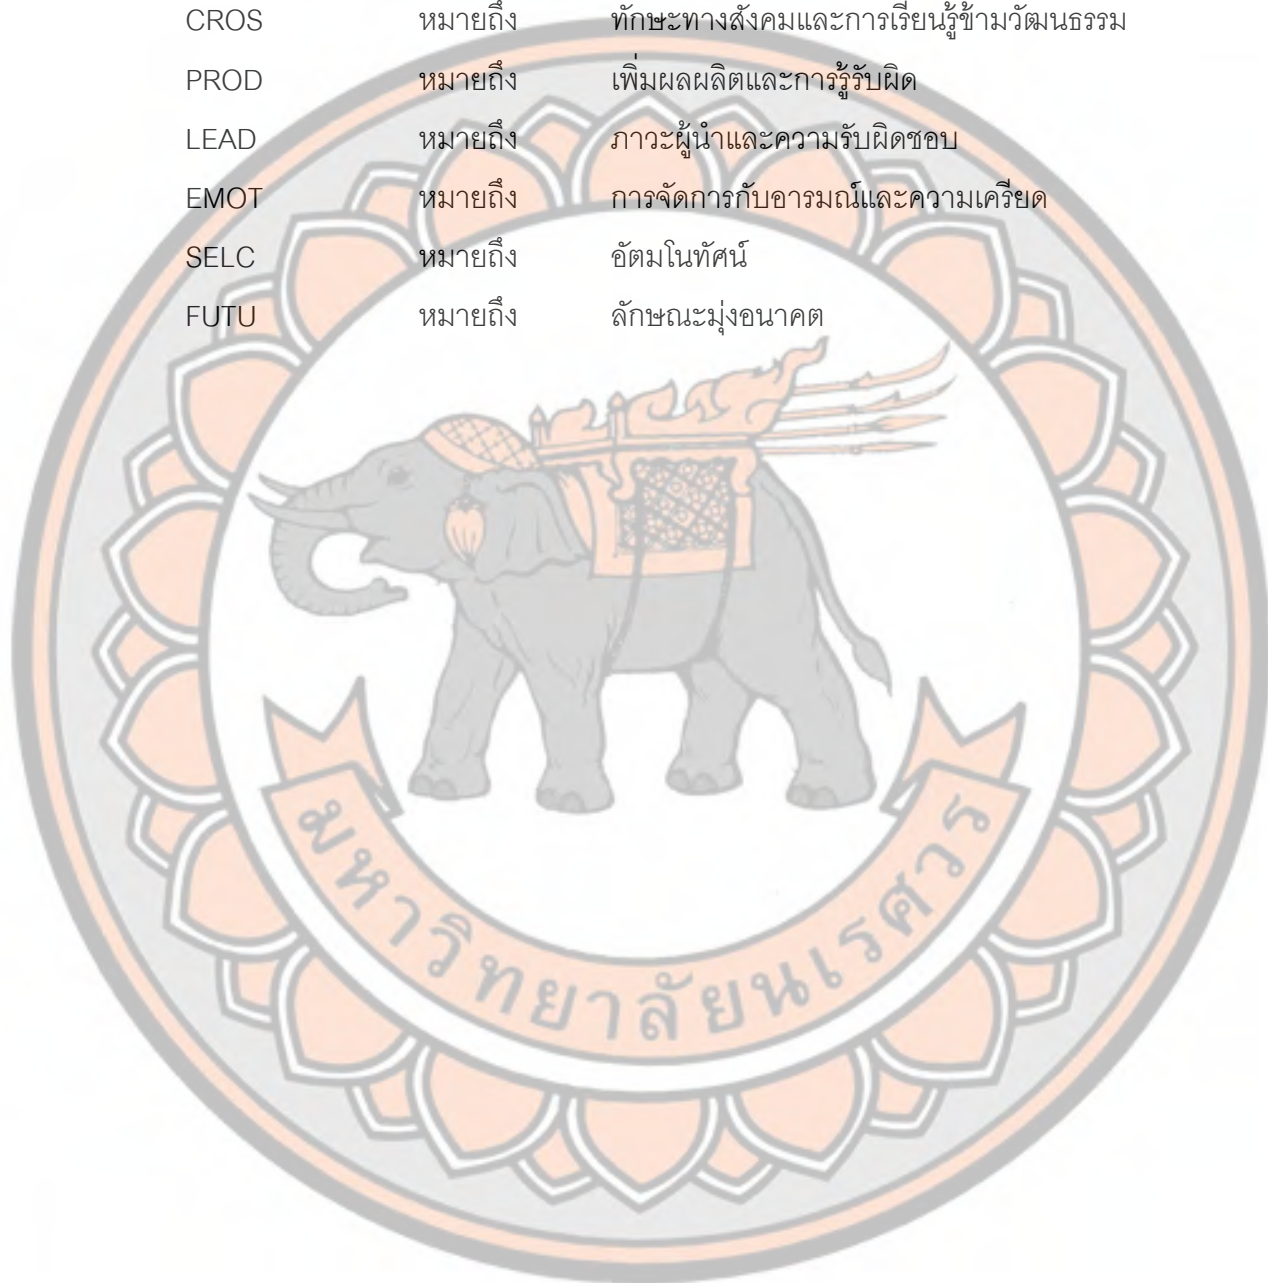 CROS หมายถึง ทักษะทางสังคมและการเรียนรู้ข้ามวัฒนธรรม
PROD หมายถึง เพิ่มผลผลิตและการรู้รับผิด
LEAD หมายถึง ภาวะผู้นำและความรับผิดชอบ
EMOT หมายถึง การจัดการกับอารมณ์และความเครียด
SELC หมายถึง อัตมโนทัศน์
FUTU หมายถึง ลักษณะมุ่งอนาคต
มหาวิทยาลัยนเรศวร